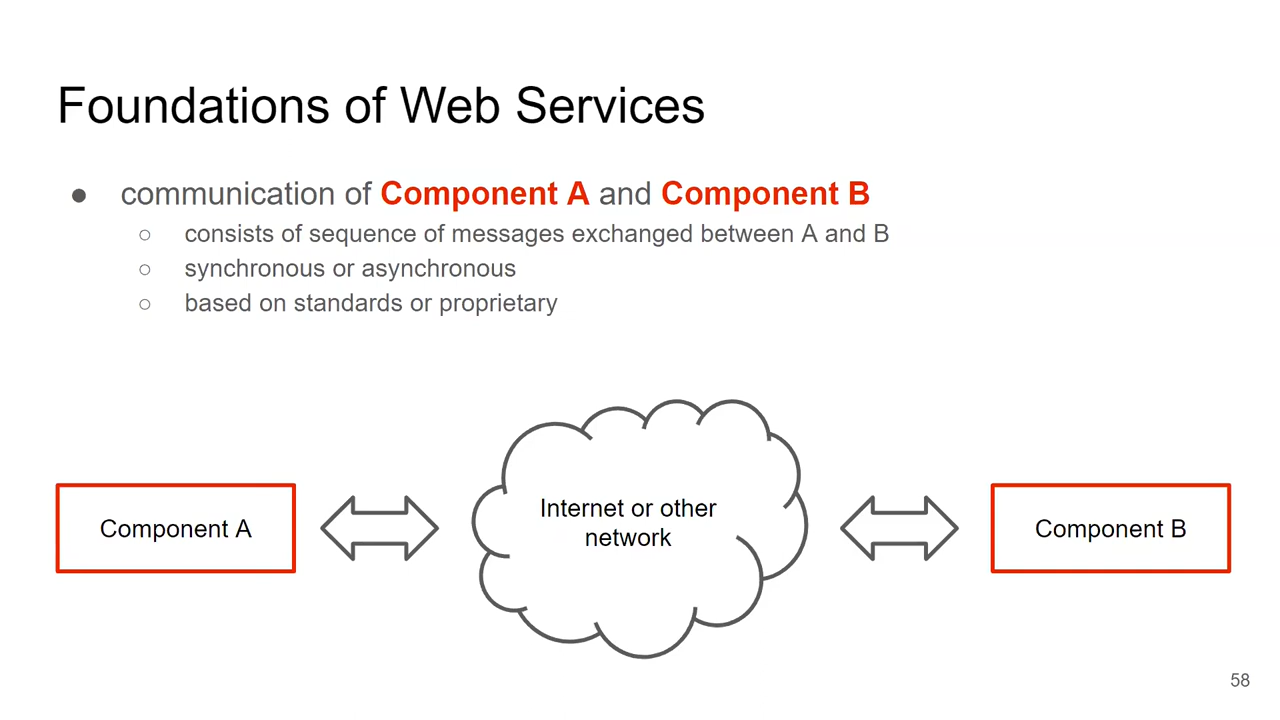 Foundations of Web Services
● communication of Component A and Component B
○ consists of sequence of messages exchanged between A and B
○ synchronous or asynchronous
○ based on standards or proprietary
Component A
Internet or other
network
Component B
58